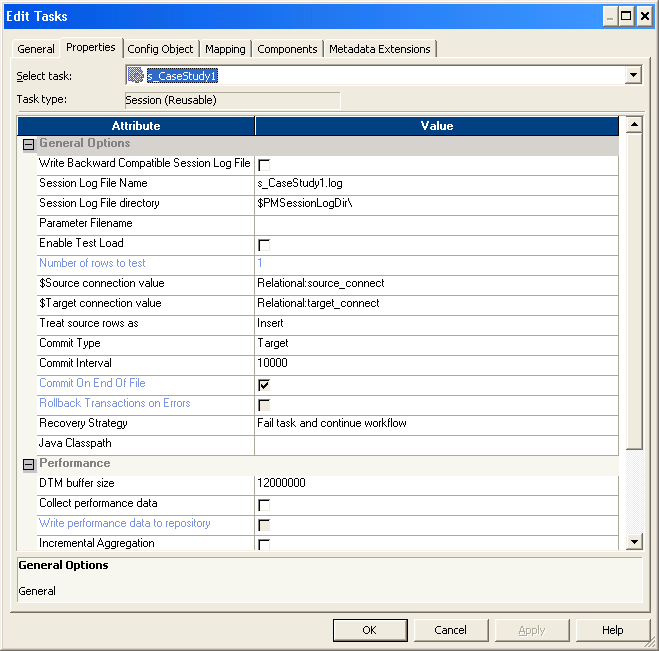 Edit Tasks
General Properties Config Object Mapping Components Metadata Extensions
Select task: s_CaseStudy1
Task type: Session (Reusable)
Attribute Value
General Options
Write Backward Compatible Session Log File
Session Log File Name s_CaseStudy1.log
Session Log File directory $PMSessionLogDir\
Parameter Filename
Enable Test Load
Number of rows to test 1
$Source connection value Relational:source_connect
$Target connection value Relational:target_connect
Treat source rows as Insert
Commit Type Target
Commit Interval 10000
Commit On End Of File
Rollback Transactions on Errors
Recovery Strategy Fail task and continue workflow
Java Classpath
Performance
DTM buffer size 12000000
Collect performance data
Write performance data to repository
Incremental Aggregation
General Options
General
OK Cancel Apply Help